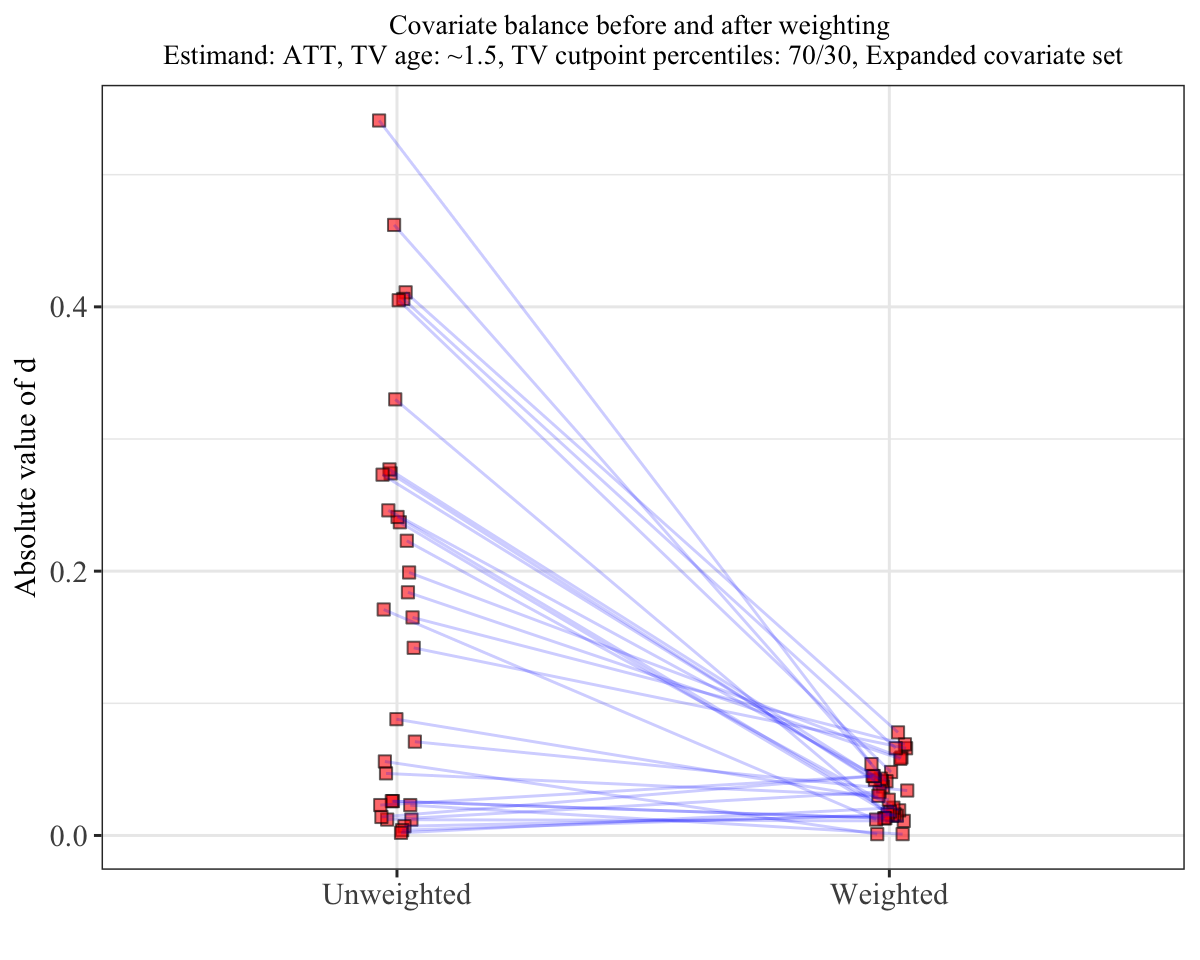 Covariate balance before and after weighting
Estimand: ATT, TV age: ~1.5, TV cutpoint percentiles: 70/30, Expanded covariate set
Absolute value of d
0.4
0.2
0.0
Unweighted
Weighted